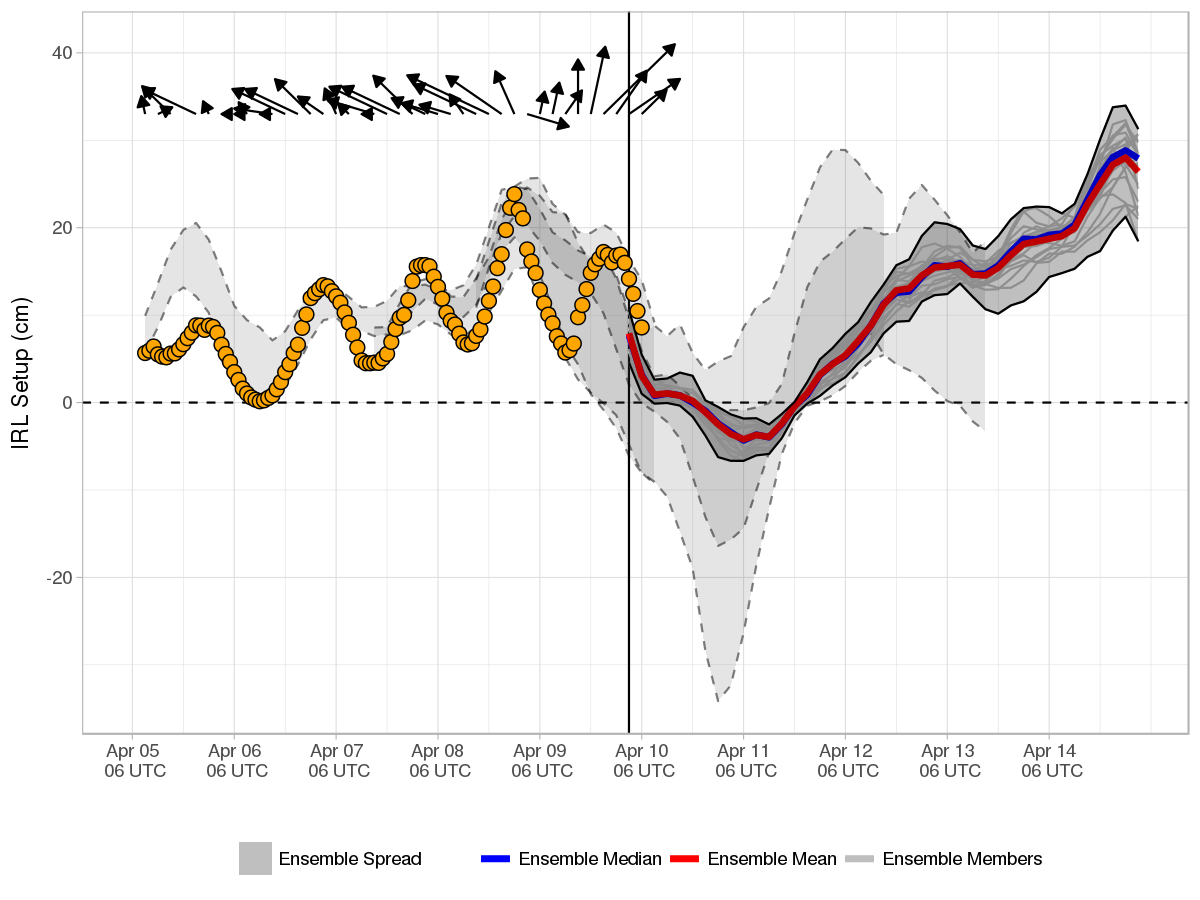 IRL Setup (cm)
40
20
0
-20
Apr 05
06 UTC
Apr 06
06 UTC
Apr 07
06 UTC
Apr 08
06 UTC
Apr 09
06 UTC
Apr 10
06 UTC
Apr 11
06 UTC
Apr 12
06 UTC
Apr 13
06 UTC
Apr 14
06 UTC
Ensemble Spread
Ensemble Median
Ensemble Mean
Ensemble Members